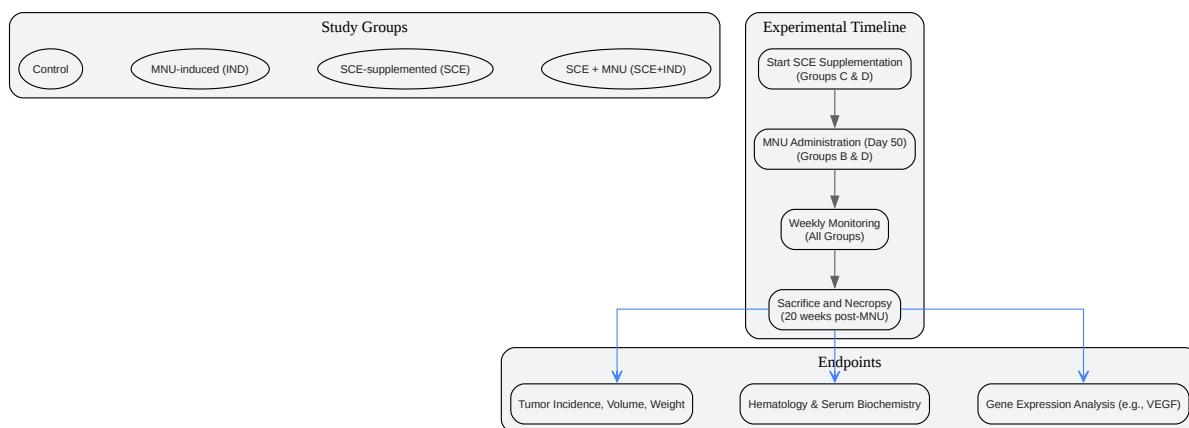 Study Groups
Control
MNU-induced (IND)
SCE-supplemented (SCE)
SCE + MNU (SCE+IND)
Experimental Timeline
Start SCE Supplementation
(Groups C & D)
MNU Administration (Day 50)
(Groups B & D)
Weekly Monitoring
(All Groups)
Sacrifice and Necropsy
(20 weeks post-MNU)
Endpoints
Tumor Incidence, Volume, Weight
Hematology & Serum Biochemistry
Gene Expression Analysis (e.g., VEGF)